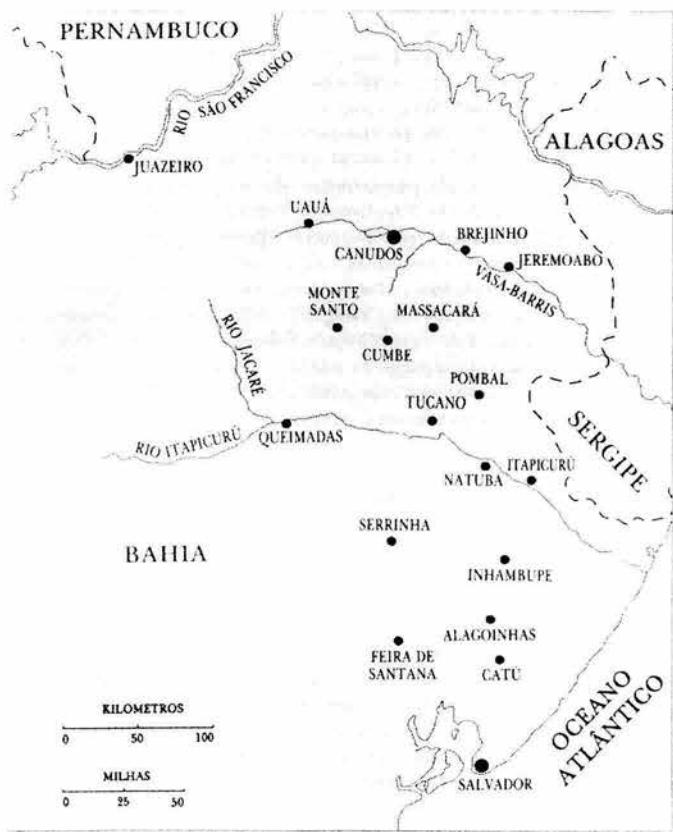 PERNAMBUCO
RIO SÃO FRANCISCO
ALAGOAS
JUAZEIRO
UAUÁ
CANUDOS
BREJINHO
JEREMOABO
VASA-BARRIS
MONTE
SANTO
MASSACARÁ
CUMBE
RIO JACARÉ
POMBAL
TUCANO
SERGIPE
QUEIMADAS
RIO ITAPICURÚ
NATUBA
ITAPICURÚ
SERRINHA
BAHIA
INHAMBUPE
ALAGOINHAS
FEIRA DE
SANTANA
CATÚ
OCEANO
ATLÂNTICO
KILOMETROS
0 50 100
MILHAS
0 25 50
SALVADOR